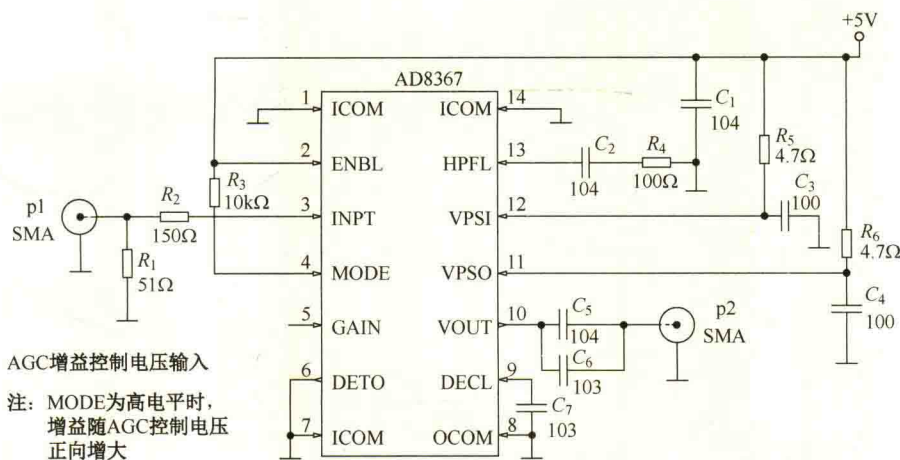 +5V
AD8367
1 ICOM ICOM 14
C1
104
2 ENBL HPFL 13
C2
104
R4
100Ω
R5
4.7Ω
R3
10kΩ
p1
SMA
R2
150Ω
3 INPT VPSI 12
C3
100
R1
51Ω
4 MODE VPSO 11
R6
4.7Ω
C4
100
5 GAIN VOUT 10
C5
104
C6
103
p2
SMA
AGC增益控制电压输入
6 DETO DECL 9
C7
103
7 ICOM OCOM 8
注：MODE为高电平时，
增益随AGC控制电压
正向增大